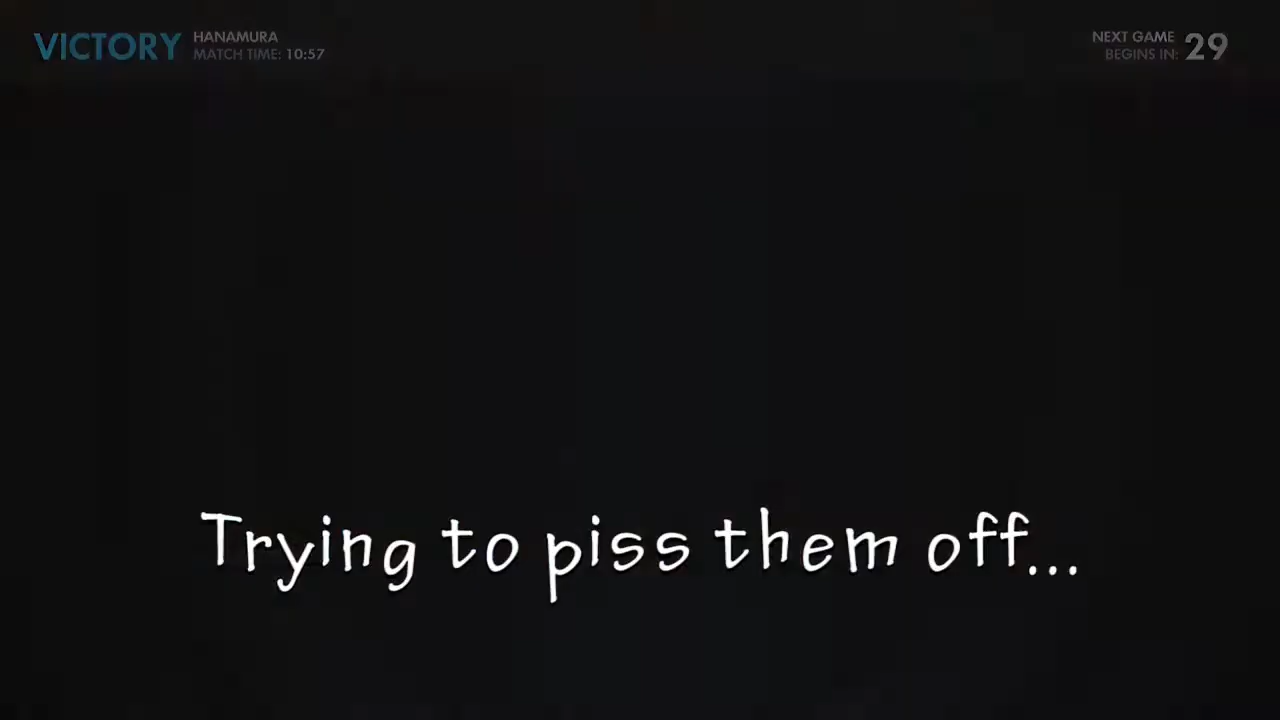 VICTORY
HANAMURA
MATCH TIME: 10:57
NEXT GAME
BEGINS IN:
29
Trying to piss them off...